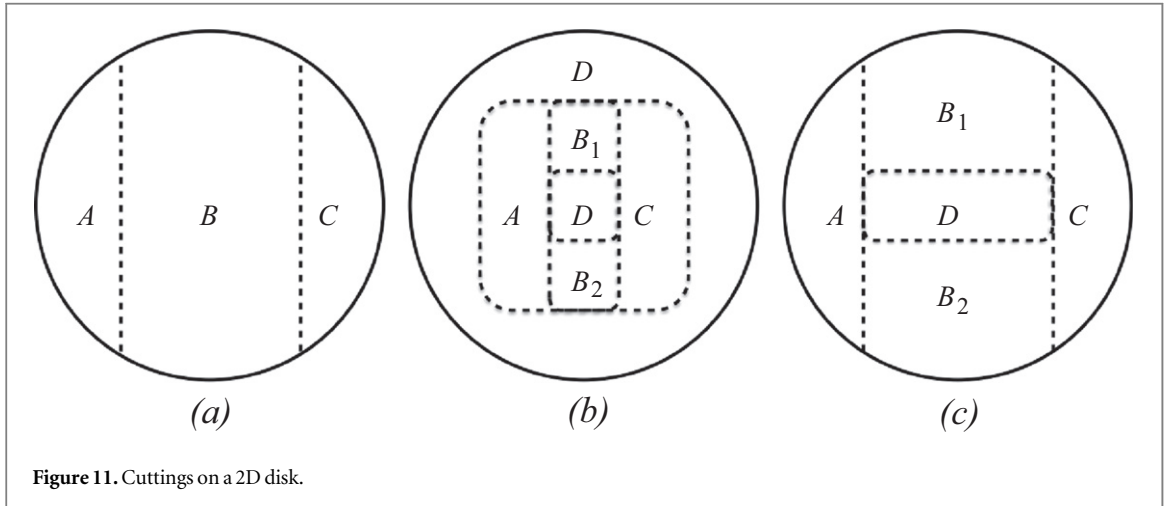 A B C
(a)
D
B1
A D C
B2
(b)
B1
A D C
B2
(c)
Figure 11. Cuttings on a 2D disk.